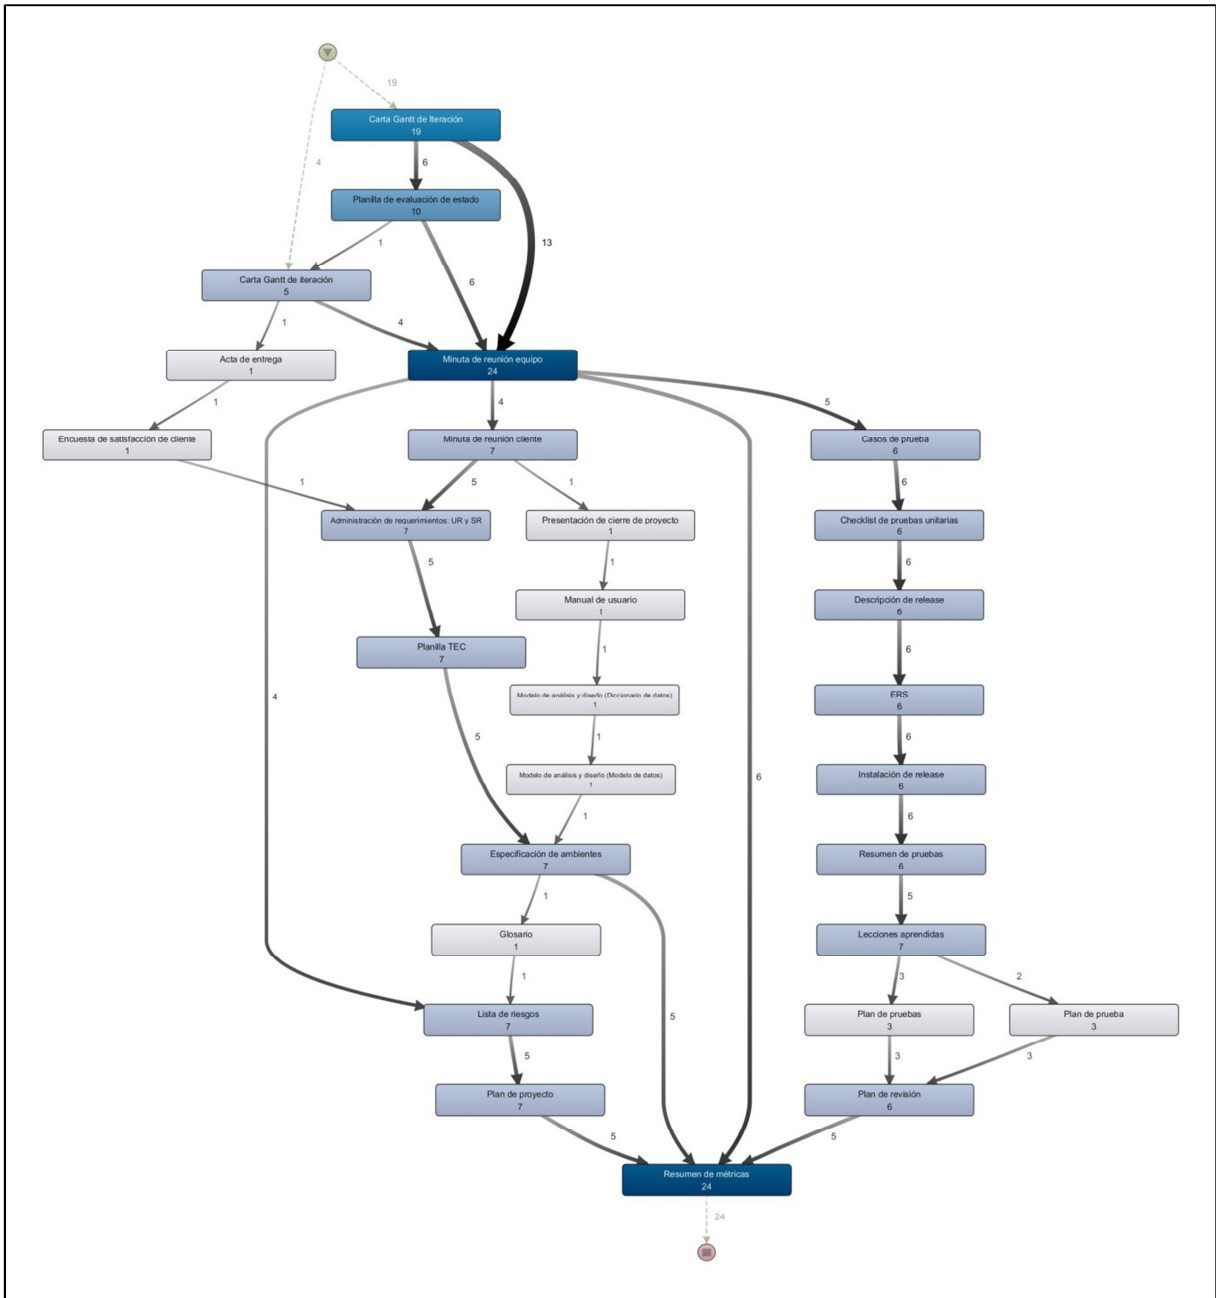 19
Carta Gantt de Iteración
19
4
6
13
Planilla de evaluación de estado
10
1
6
Carta Gantt de iteración
5
1
4
Acta de entrega
1
Minuta de reunión equipo
24
1
4
5
Encuesta de satisfacción de cliente
1
Minuta de reunión cliente
7
Casos de prueba
6
1
5
1
6
Administración de requerimientos: UR y SR
7
Presentación de cierre de proyecto
1
Checklist de pruebas unitarias
6
5
1
6
Manual de usuario
1
Descripción de release
6
Planilla TEC
7
1
6
4
Modelo de análisis y diseño (Diccionario de datos)
1
ERS
6
5
1
6
6
Modelo de análisis y diseño (Modelo de datos)
1
Instalación de release
6
1
6
Especificación de ambientes
7
Resumen de pruebas
6
1
5
Glosario
1
Lecciones aprendidas
7
1
3
2
Lista de riesgos
7
5
Plan de pruebas
3
Plan de prueba
3
5
3
3
Plan de proyecto
7
Plan de revisión
6
5
5
Resumen de métricas
24
24